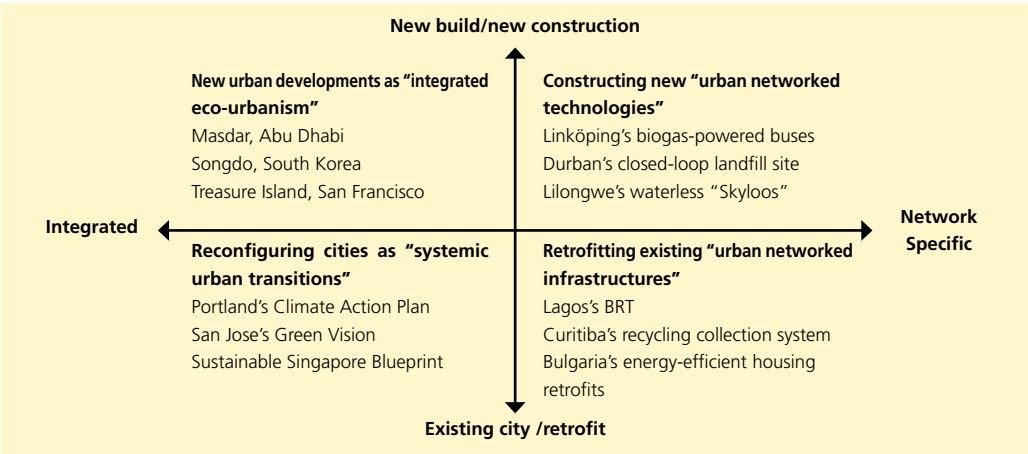 New build/new construction
New urban developments as "integrated
eco-urbanism"
Masdar, Abu Dhabi
Songdo, South Korea
Treasure Island, San Francisco
Constructing new "urban networked
technologies"
Linköping's biogas-powered buses
Durban's closed-loop landfill site
Lilongwe's waterless "Skyloos"
Integrated
Network
Specific
Reconfiguring cities as "systemic
urban transitions"
Portland's Climate Action Plan
San Jose's Green Vision
Sustainable Singapore Blueprint
Retrofitting existing "urban networked
infrastructures"
Lagos's BRT
Curitiba's recycling collection system
Bulgaria's energy-efficient housing
retrofits
Existing city /retrofit